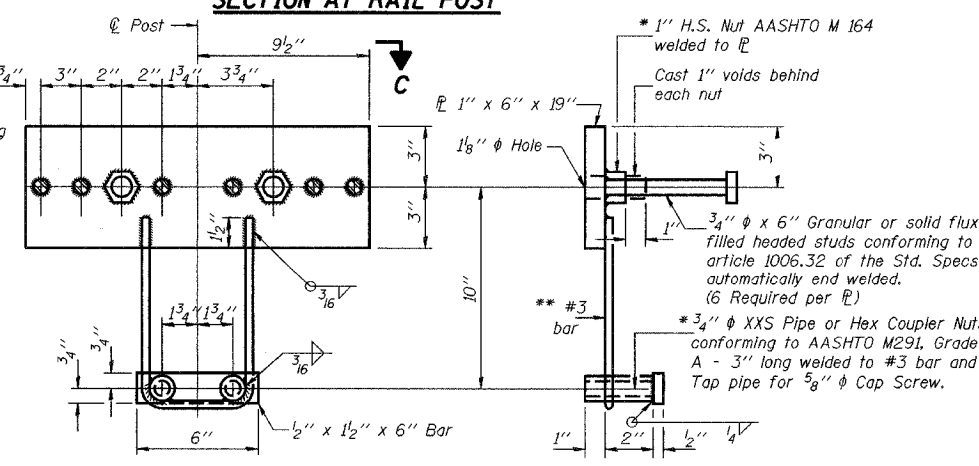 SECTION AT RAIL POST
℄ Post
9½"
C
¾"
3"
2"
2"
1¾"
3¾"
3"
3"
1½"
3/16
10"
1¾"
1¾"
3/16
¾"
¾"
6"
½" x 1½" x 6" Bar
* 1" H.S. Nut AASHTO M 164
welded to ⅊
Cast 1" voids behind
each nut
⅊ 1" x 6" x 19"
1⅛" ϕ Hole
3"
1"
¾" ϕ x 6" Granular or solid flux
filled headed studs conforming to
article 1006.32 of the Std. Specs
automatically end welded.
(6 Required per ⅊)
** #3
bar
* ¾" ϕ XXS Pipe or Hex Coupler Nut
conforming to AASHTO M291, Grade
A - 3" long welded to #3 bar and
Tap pipe for ⅝" ϕ Cap Screw.
1"
2"
½"
¼